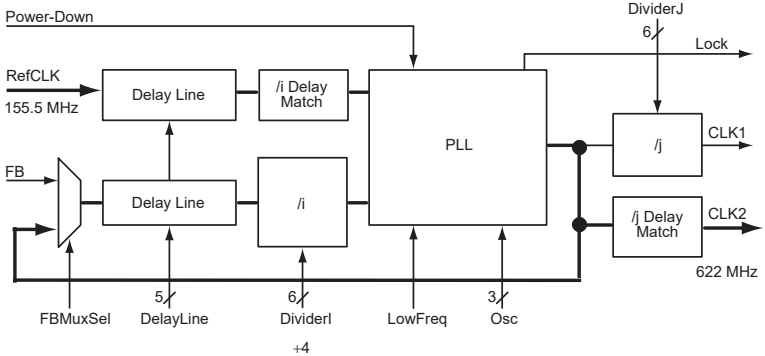 DividerJ
Power-Down
6
Lock
RefCLK
155.5 MHz
Delay Line
/i Delay
Match
PLL
/j
CLK1
FB
Delay Line
/i
/j Delay
Match
CLK2
622 MHz
5
6
3
FBMuxSel
DelayLine
DividerI
LowFreq
Osc
÷4